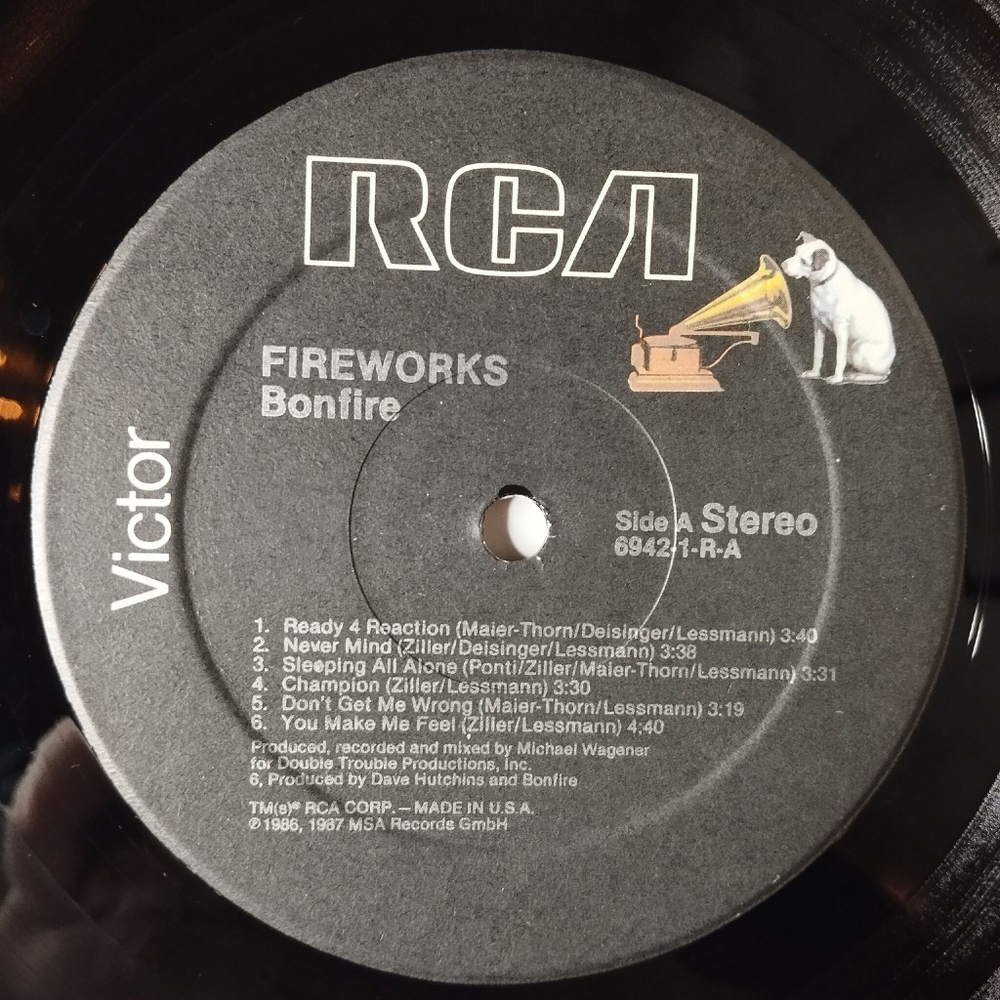 RCA
FIREWORKS
Bonfire
Victor
Side A Stereo
6942-1-R-A
1. Ready 4 Reaction (Maier-Thorn/Deisinger/Lessmann) 3:40
2. Never Mind (Ziller/Deisinger/Lessmann) 3:38
3. Sleeping All Alone (Ponti/Ziller/Maier-Thorn/Lessmann) 3:31
4. Champion (Ziller/Lessmann) 3:30
5. Don't Get Me Wrong (Maier-Thorn/Lessmann) 3:19
6. You Make Me Feel (Ziller/Lessmann) 4:40
Produced, recorded and mixed by Michael Wagener
for Double Trouble Productions, Inc.
6, Produced by Dave Hutchins and Bonfire
TM(s)® RCA CORP. — MADE IN U.S.A.
℗1986, 1987 MSA Records GmbH